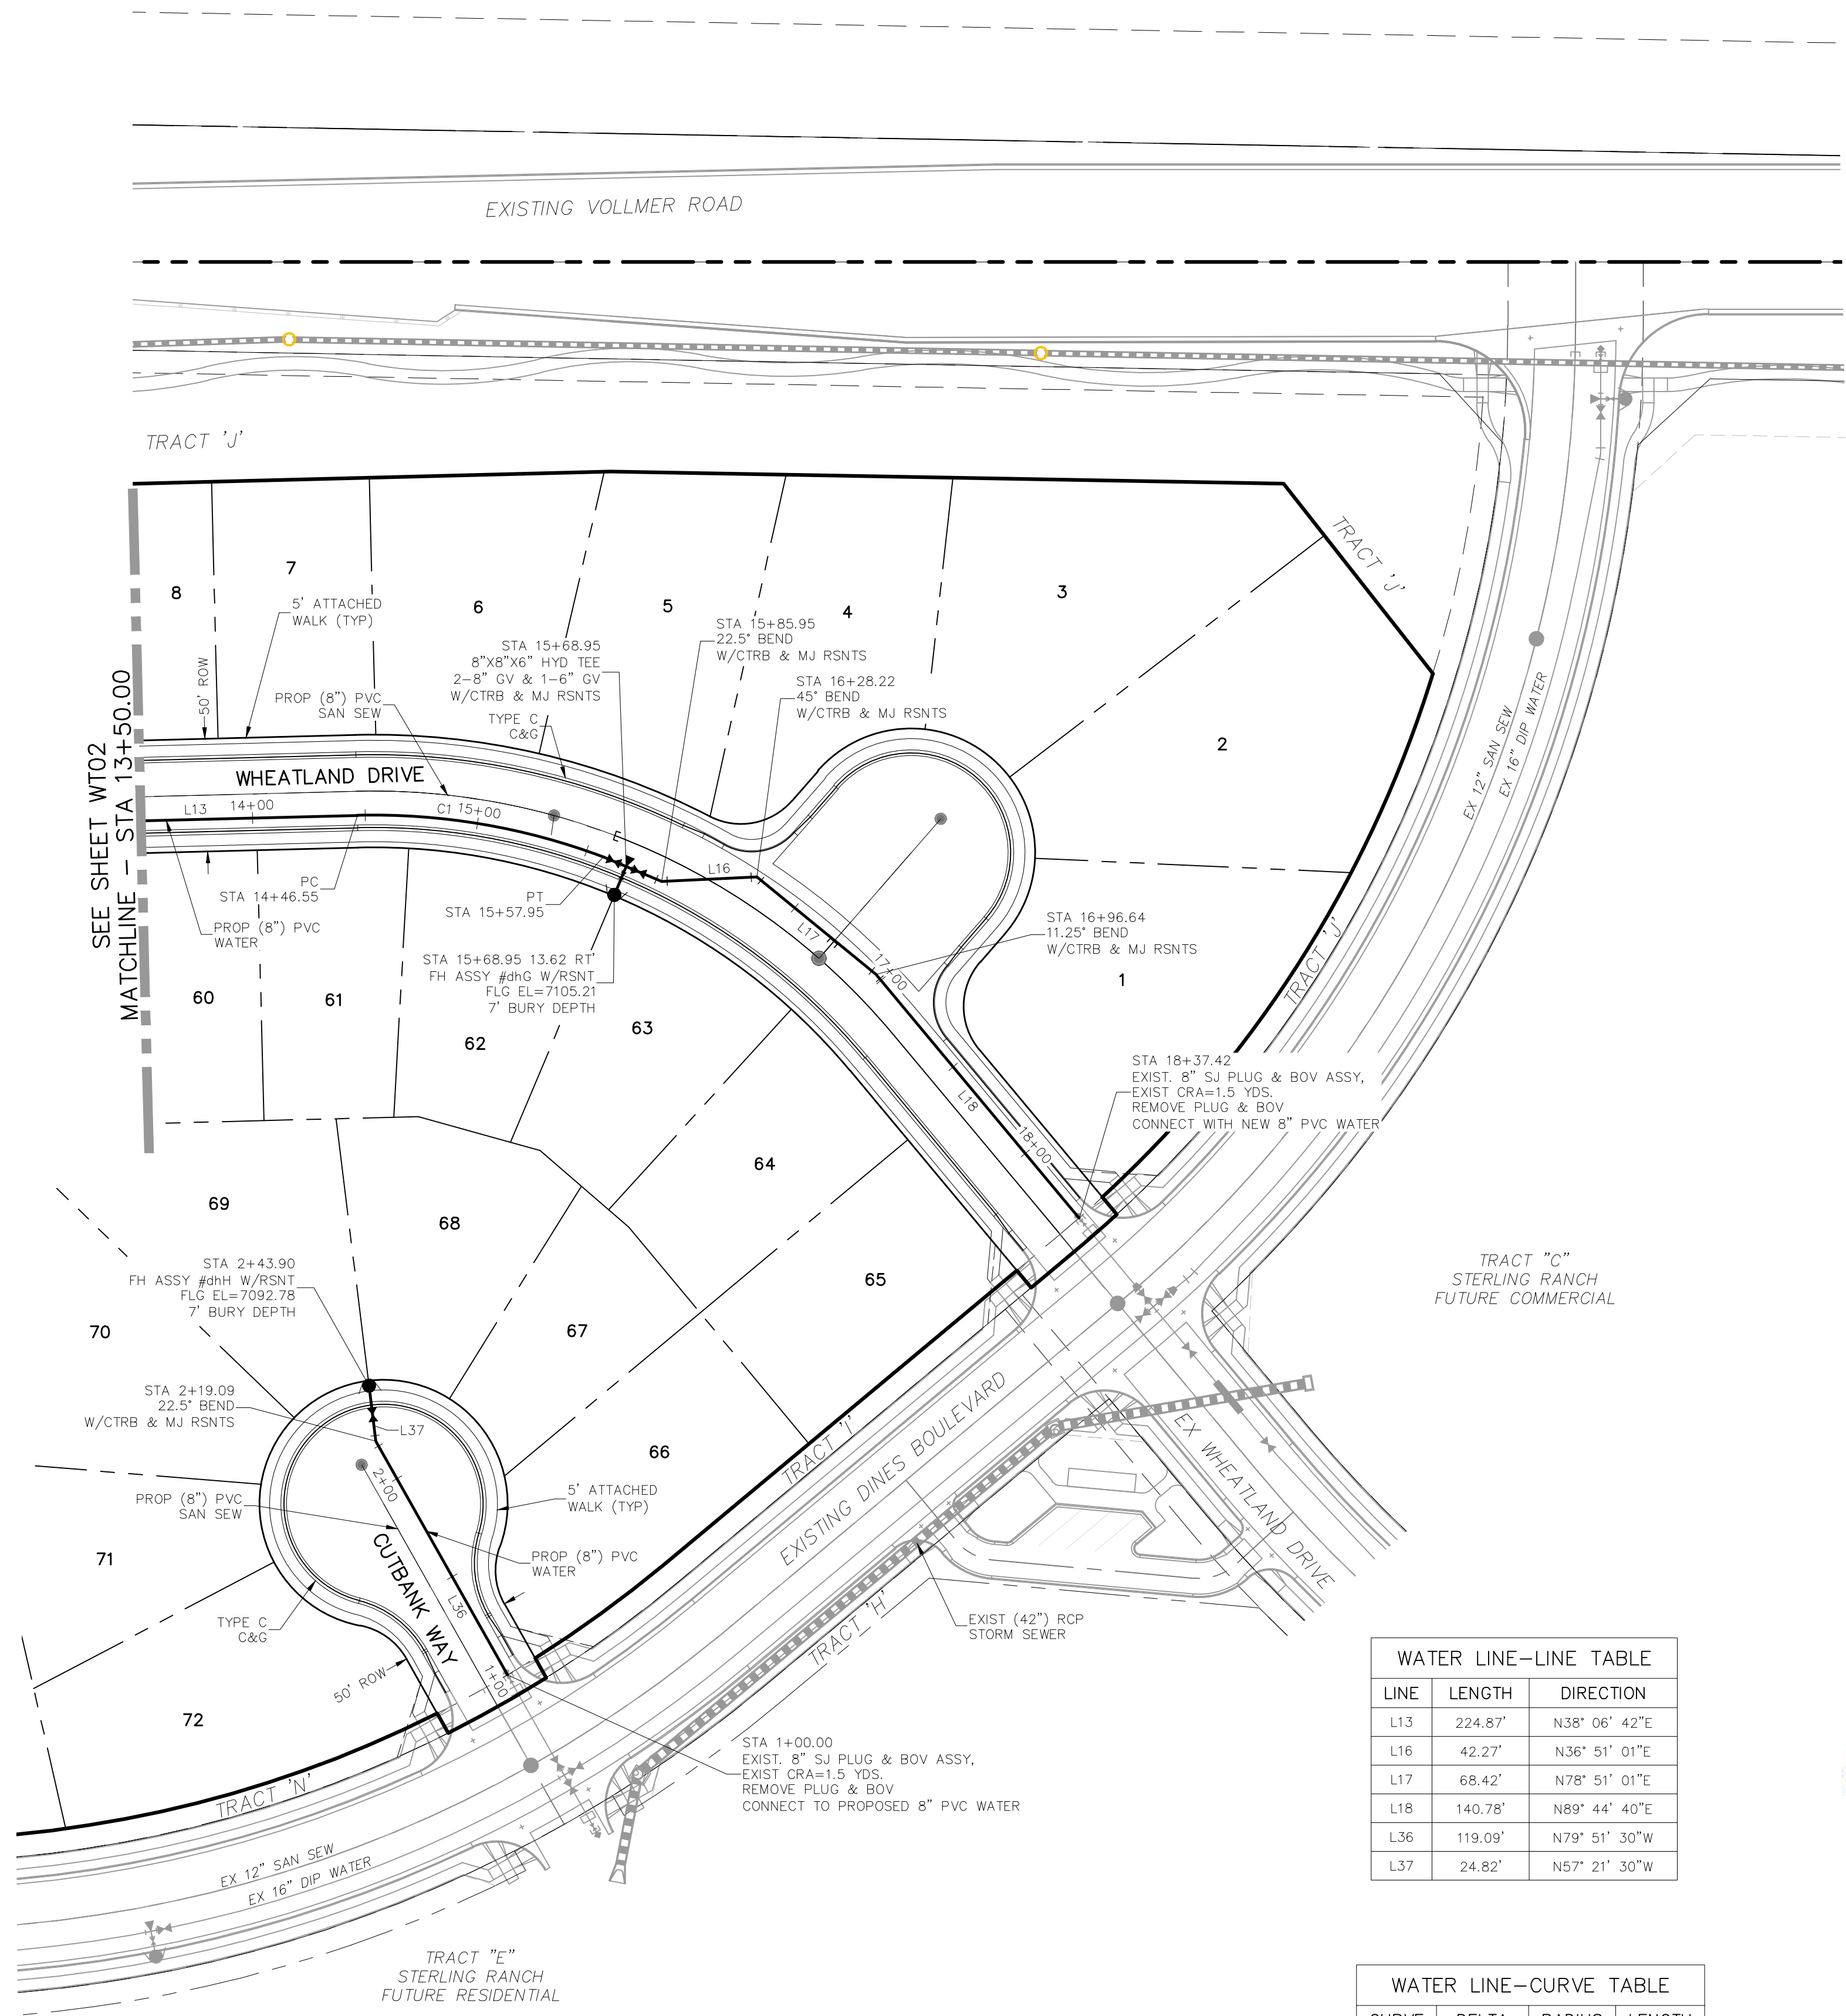 EXISTING VOLLMER ROAD
TRACT 'J'
TRACT 'J'
8
7
6
5
4
3
2
1
5' ATTACHED
WALK (TYP)
50' ROW
PROP (8") PVC
SAN SEW
STA 15+68.95
8"X8"X6" HYD TEE
2-8" GV & 1-6" GV
W/CTRB & MJ RSNTS
TYPE C
C&G
STA 15+85.95
22.5° BEND
W/CTRB & MJ RSNTS
STA 16+28.22
45° BEND
W/CTRB & MJ RSNTS
EX 12" SAN SEW
EX 16" DIP WATER
SEE SHEET WT02
MATCHLINE - STA 13+50.00
WHEATLAND DRIVE
L13
14+00
C1
15+00
E
L16
L17
17+00
L18
18+00
PC
STA 14+46.55
PT
STA 15+57.95
PROP (8") PVC
WATER
STA 16+96.64
11.25° BEND
W/CTRB & MJ RSNTS
STA 15+68.95 13.62 RT'
FH ASSY #dhG W/RSNT
FLG EL=7105.21
7' BURY DEPTH
TRACT 'J'
60
61
62
63
64
65
STA 18+37.42
EXIST. 8" SJ PLUG & BOV ASSY,
EXIST CRA=1.5 YDS.
REMOVE PLUG & BOV
CONNECT WITH NEW 8" PVC WATER
69
68
67
66
70
71
72
STA 2+43.90
FH ASSY #dhH W/RSNT
FLG EL=7092.78
7' BURY DEPTH
TRACT "C"
STERLING RANCH
FUTURE COMMERCIAL
STA 2+19.09
22.5° BEND
W/CTRB & MJ RSNTS
L37
2+00
PROP (8") PVC
SAN SEW
5' ATTACHED
WALK (TYP)
PROP (8") PVC
WATER
CUTBANK WAY
L36
1+00
TYPE C
C&G
50' ROW
TRACT 'I'
EXISTING DINES BOULEVARD
EX WHEATLAND DRIVE
EXIST (42") RCP
STORM SEWER
TRACT 'H'
TRACT 'N'
STA 1+00.00
EXIST. 8" SJ PLUG & BOV ASSY,
EXIST CRA=1.5 YDS.
REMOVE PLUG & BOV
CONNECT TO PROPOSED 8" PVC WATER
EX 12" SAN SEW
EX 16" DIP WATER
TRACT "E"
STERLING RANCH
FUTURE RESIDENTIAL
WATER LINE-LINE TABLE
LINE LENGTH DIRECTION
L13 224.87' N38° 06' 42"E
L16 42.27' N36° 51' 01"E
L17 68.42' N78° 51' 01"E
L18 140.78' N89° 44' 40"E
L36 119.09' N79° 51' 30"W
L37 24.82' N57° 21' 30"W
WATER LINE-CURVE TABLE
CURVE DELTA RADIUS LENGTH